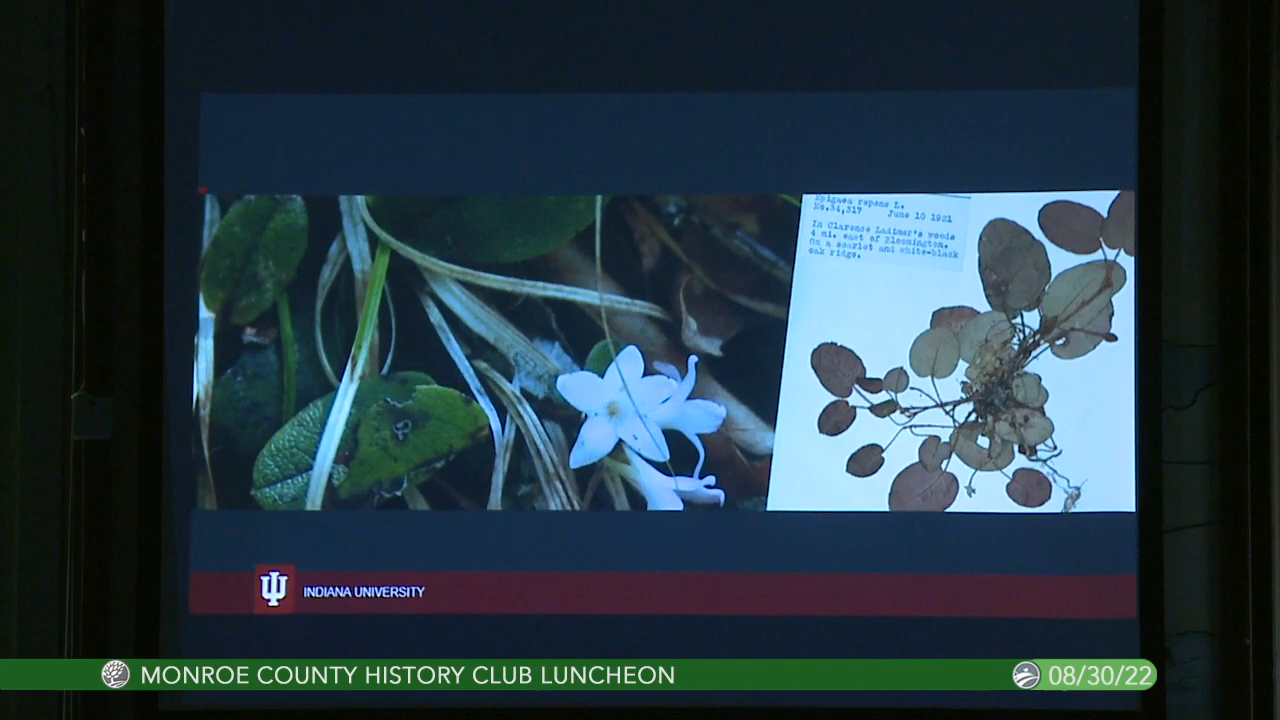 Epigaea repens L.
No.34,317 June 10 1921
In Clarence Ladimer's woods
4 mi. east of Bloomington.
On a scarlet and white-black
oak ridge.
INDIANA UNIVERSITY
MONROE COUNTY HISTORY CLUB LUNCHEON
08/30/22